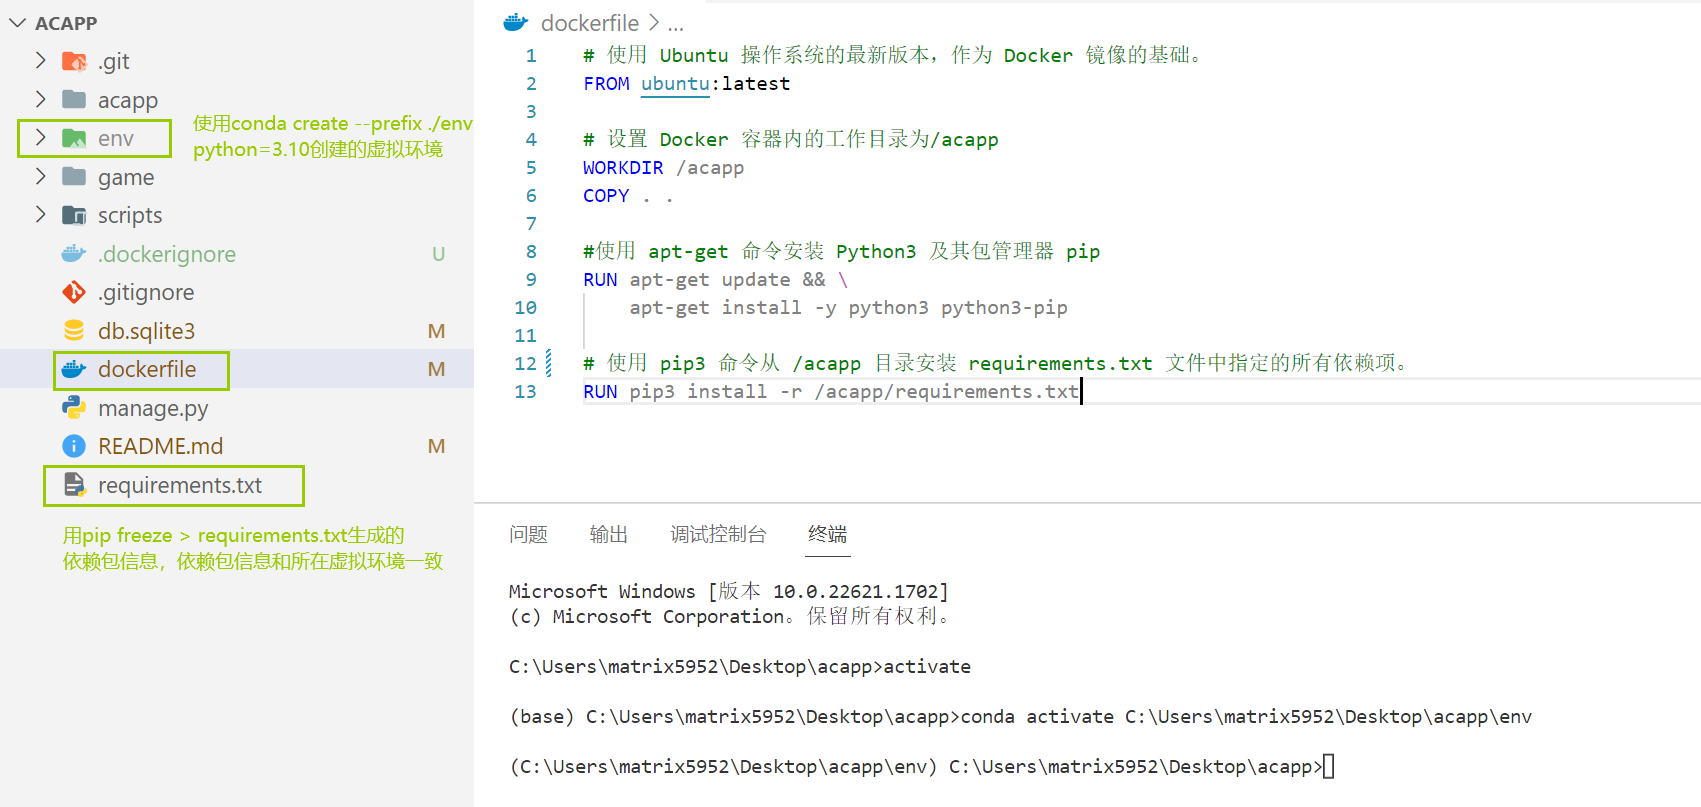 ACAPP
.git
acapp
env
使用conda create --prefix ./env
python=3.10创建的虚拟环境
game
scripts
.dockerignore U
.gitignore
db.sqlite3 M
dockerfile M
manage.py
README.md M
requirements.txt
用pip freeze > requirements.txt生成的
依赖包信息，依赖包信息和所在虚拟环境一致
dockerfile > ...
1 # 使用 Ubuntu 操作系统的最新版本，作为 Docker 镜像的基础。
2 FROM ubuntu:latest
3
4 # 设置 Docker 容器内的工作目录为/acapp
5 WORKDIR /acapp
6 COPY . .
7
8 #使用 apt-get 命令安装 Python3 及其包管理器 pip
9 RUN apt-get update && \
10 apt-get install -y python3 python3-pip
11
12 # 使用 pip3 命令从 /acapp 目录安装 requirements.txt 文件中指定的所有依赖项。
13 RUN pip3 install -r /acapp/requirements.txt
问题 输出 调试控制台 终端
Microsoft Windows [版本 10.0.22621.1702]
(c) Microsoft Corporation。保留所有权利。
C:\Users\matrix5952\Desktop\acapp>activate
(base) C:\Users\matrix5952\Desktop\acapp>conda activate C:\Users\matrix5952\Desktop\acapp\env
(C:\Users\matrix5952\Desktop\acapp\env) C:\Users\matrix5952\Desktop\acapp>